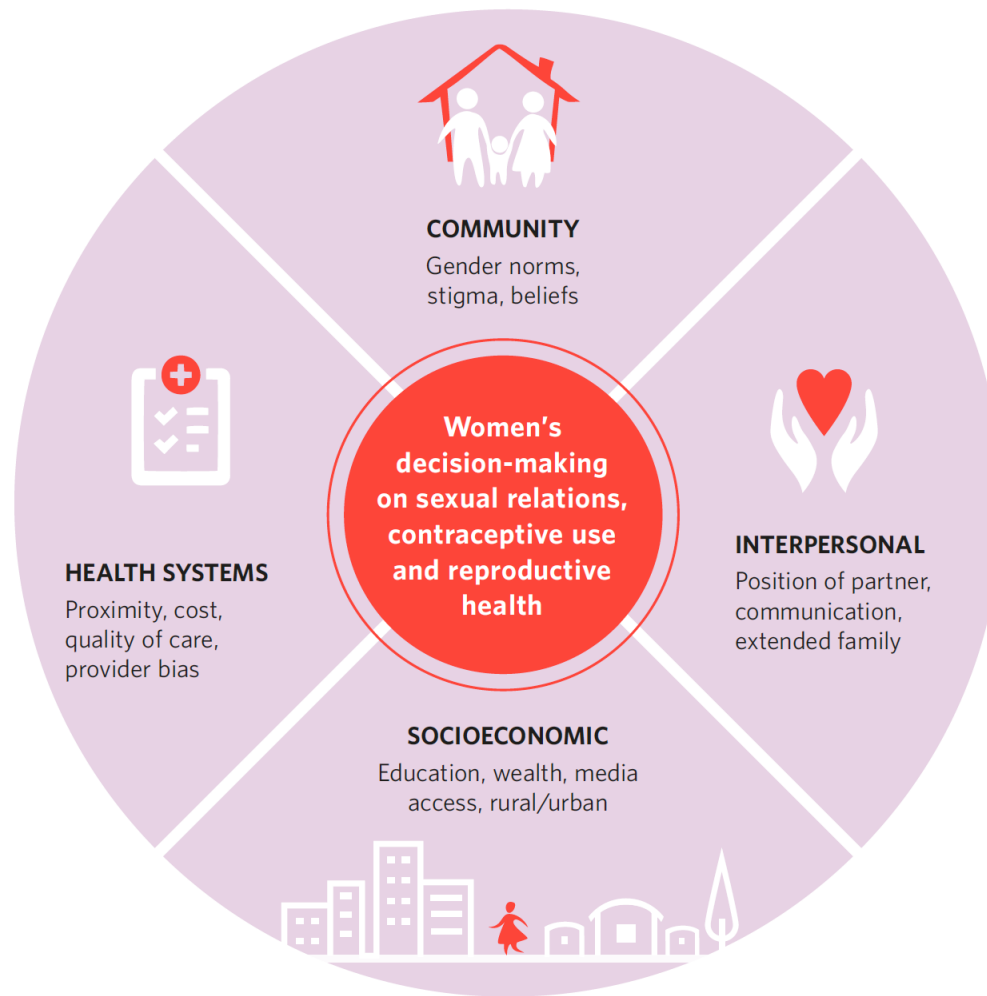 COMMUNITY
Gender norms,
stigma, beliefs
Women’s
decision-making
on sexual relations,
contraceptive use
and reproductive
health
HEALTH SYSTEMS
Proximity, cost,
quality of care,
provider bias
INTERPERSONAL
Position of partner,
communication,
extended family
SOCIOECONOMIC
Education, wealth, media
access, rural/urban